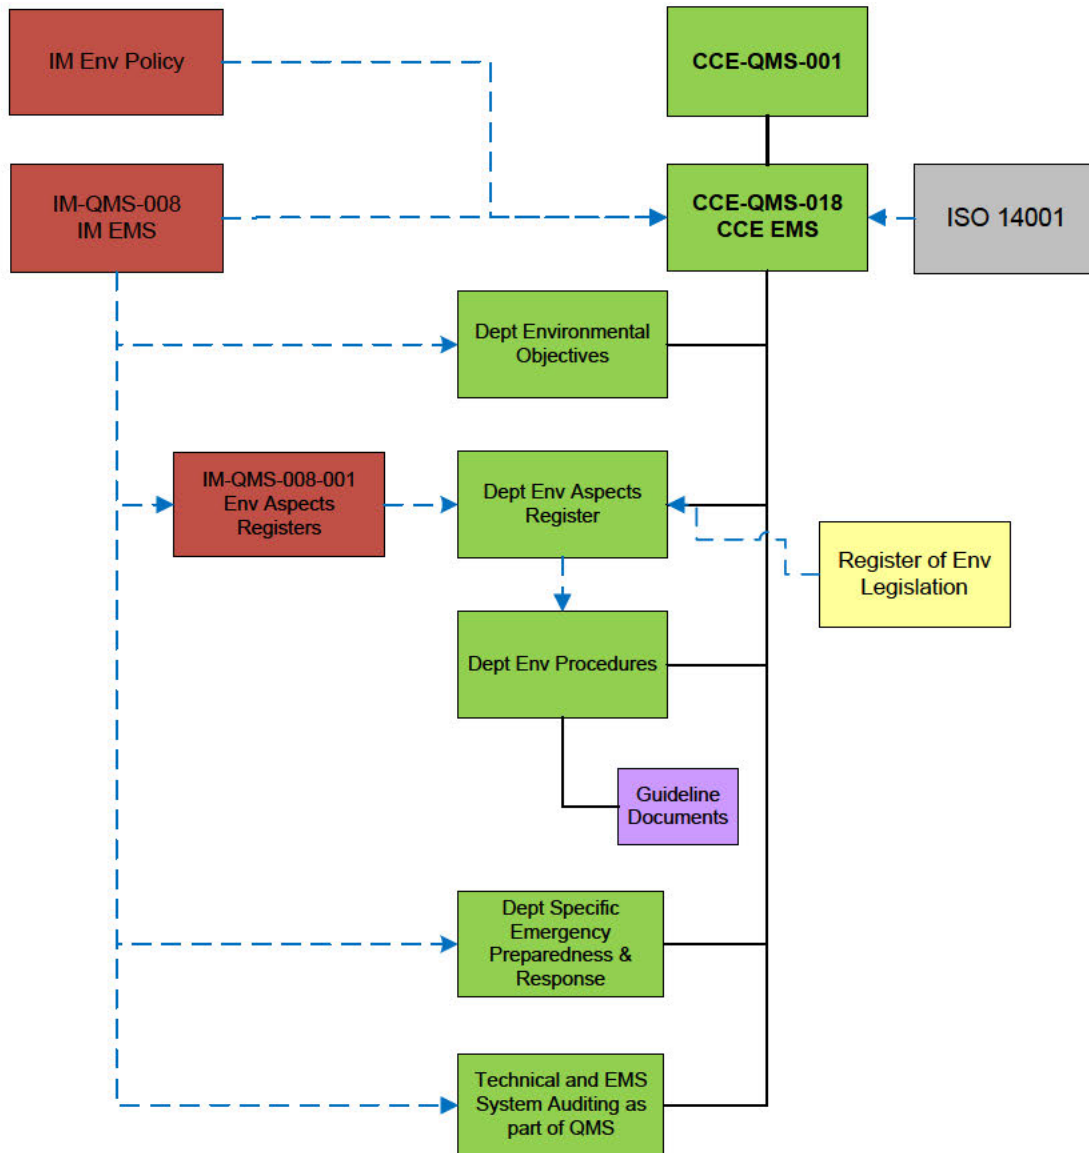 IM Env Policy
CCE-QMS-001
IM-QMS-008
IM EMS
CCE-QMS-018
CCE EMS
ISO 14001
Dept Environmental
Objectives
IM-QMS-008-001
Env Aspects
Registers
Dept Env Aspects
Register
Register of Env
Legislation
Dept Env Procedures
Guideline
Documents
Dept Specific
Emergency
Preparedness &
Response
Technical and EMS
System Auditing as
part of QMS